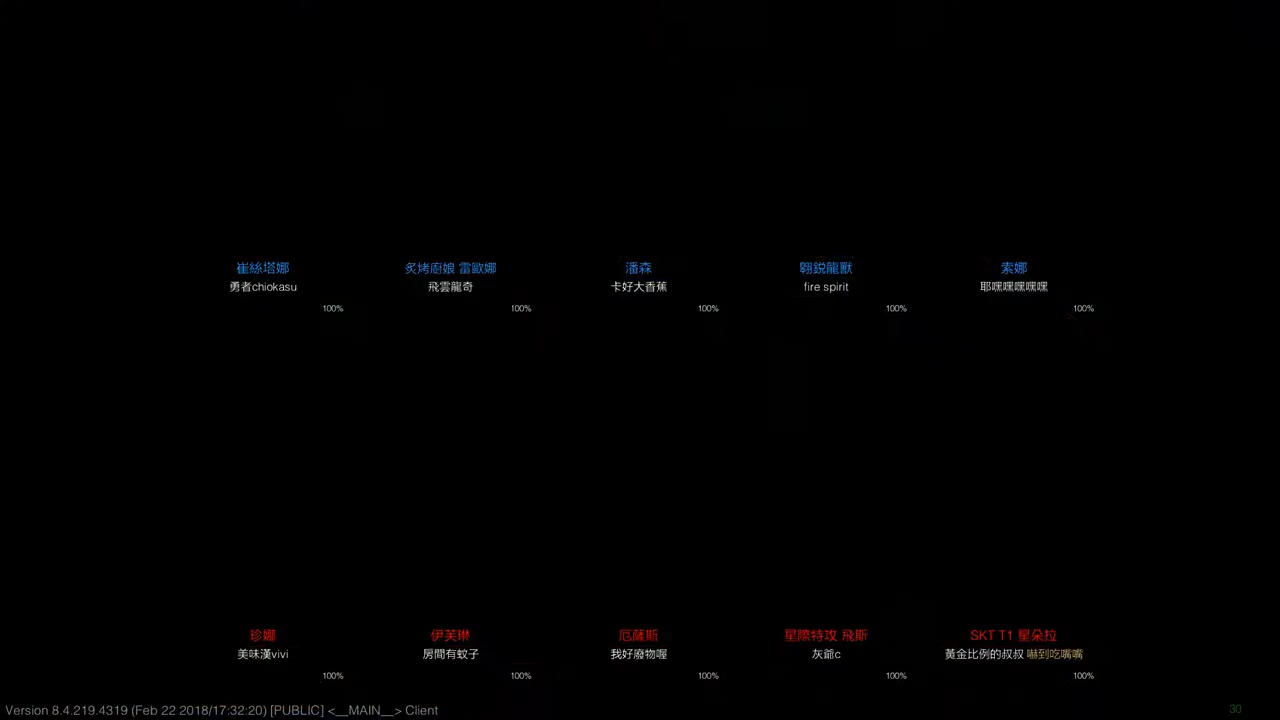 崔絲塔娜
勇者chiokasu
100%
炙烤廚娘 雷歐娜
飛雲龍奇
100%
潘森
卡好大香蕉
100%
翱銳龍獸
fire spirit
100%
索娜
耶嘿嘿嘿嘿嘿
100%
珍娜
美味漢vivi
100%
伊芙琳
房間有蚊子
100%
厄薩斯
我好廢物喔
100%
星際特攻 飛斯
灰爺c
100%
SKT T1 星朵拉
黃金比例的叔叔 嚇到吃嘴嘴
100%
Version 8.4.219.4319 (Feb 22 2018/17:32:20) [PUBLIC] <__MAIN__> Client
30